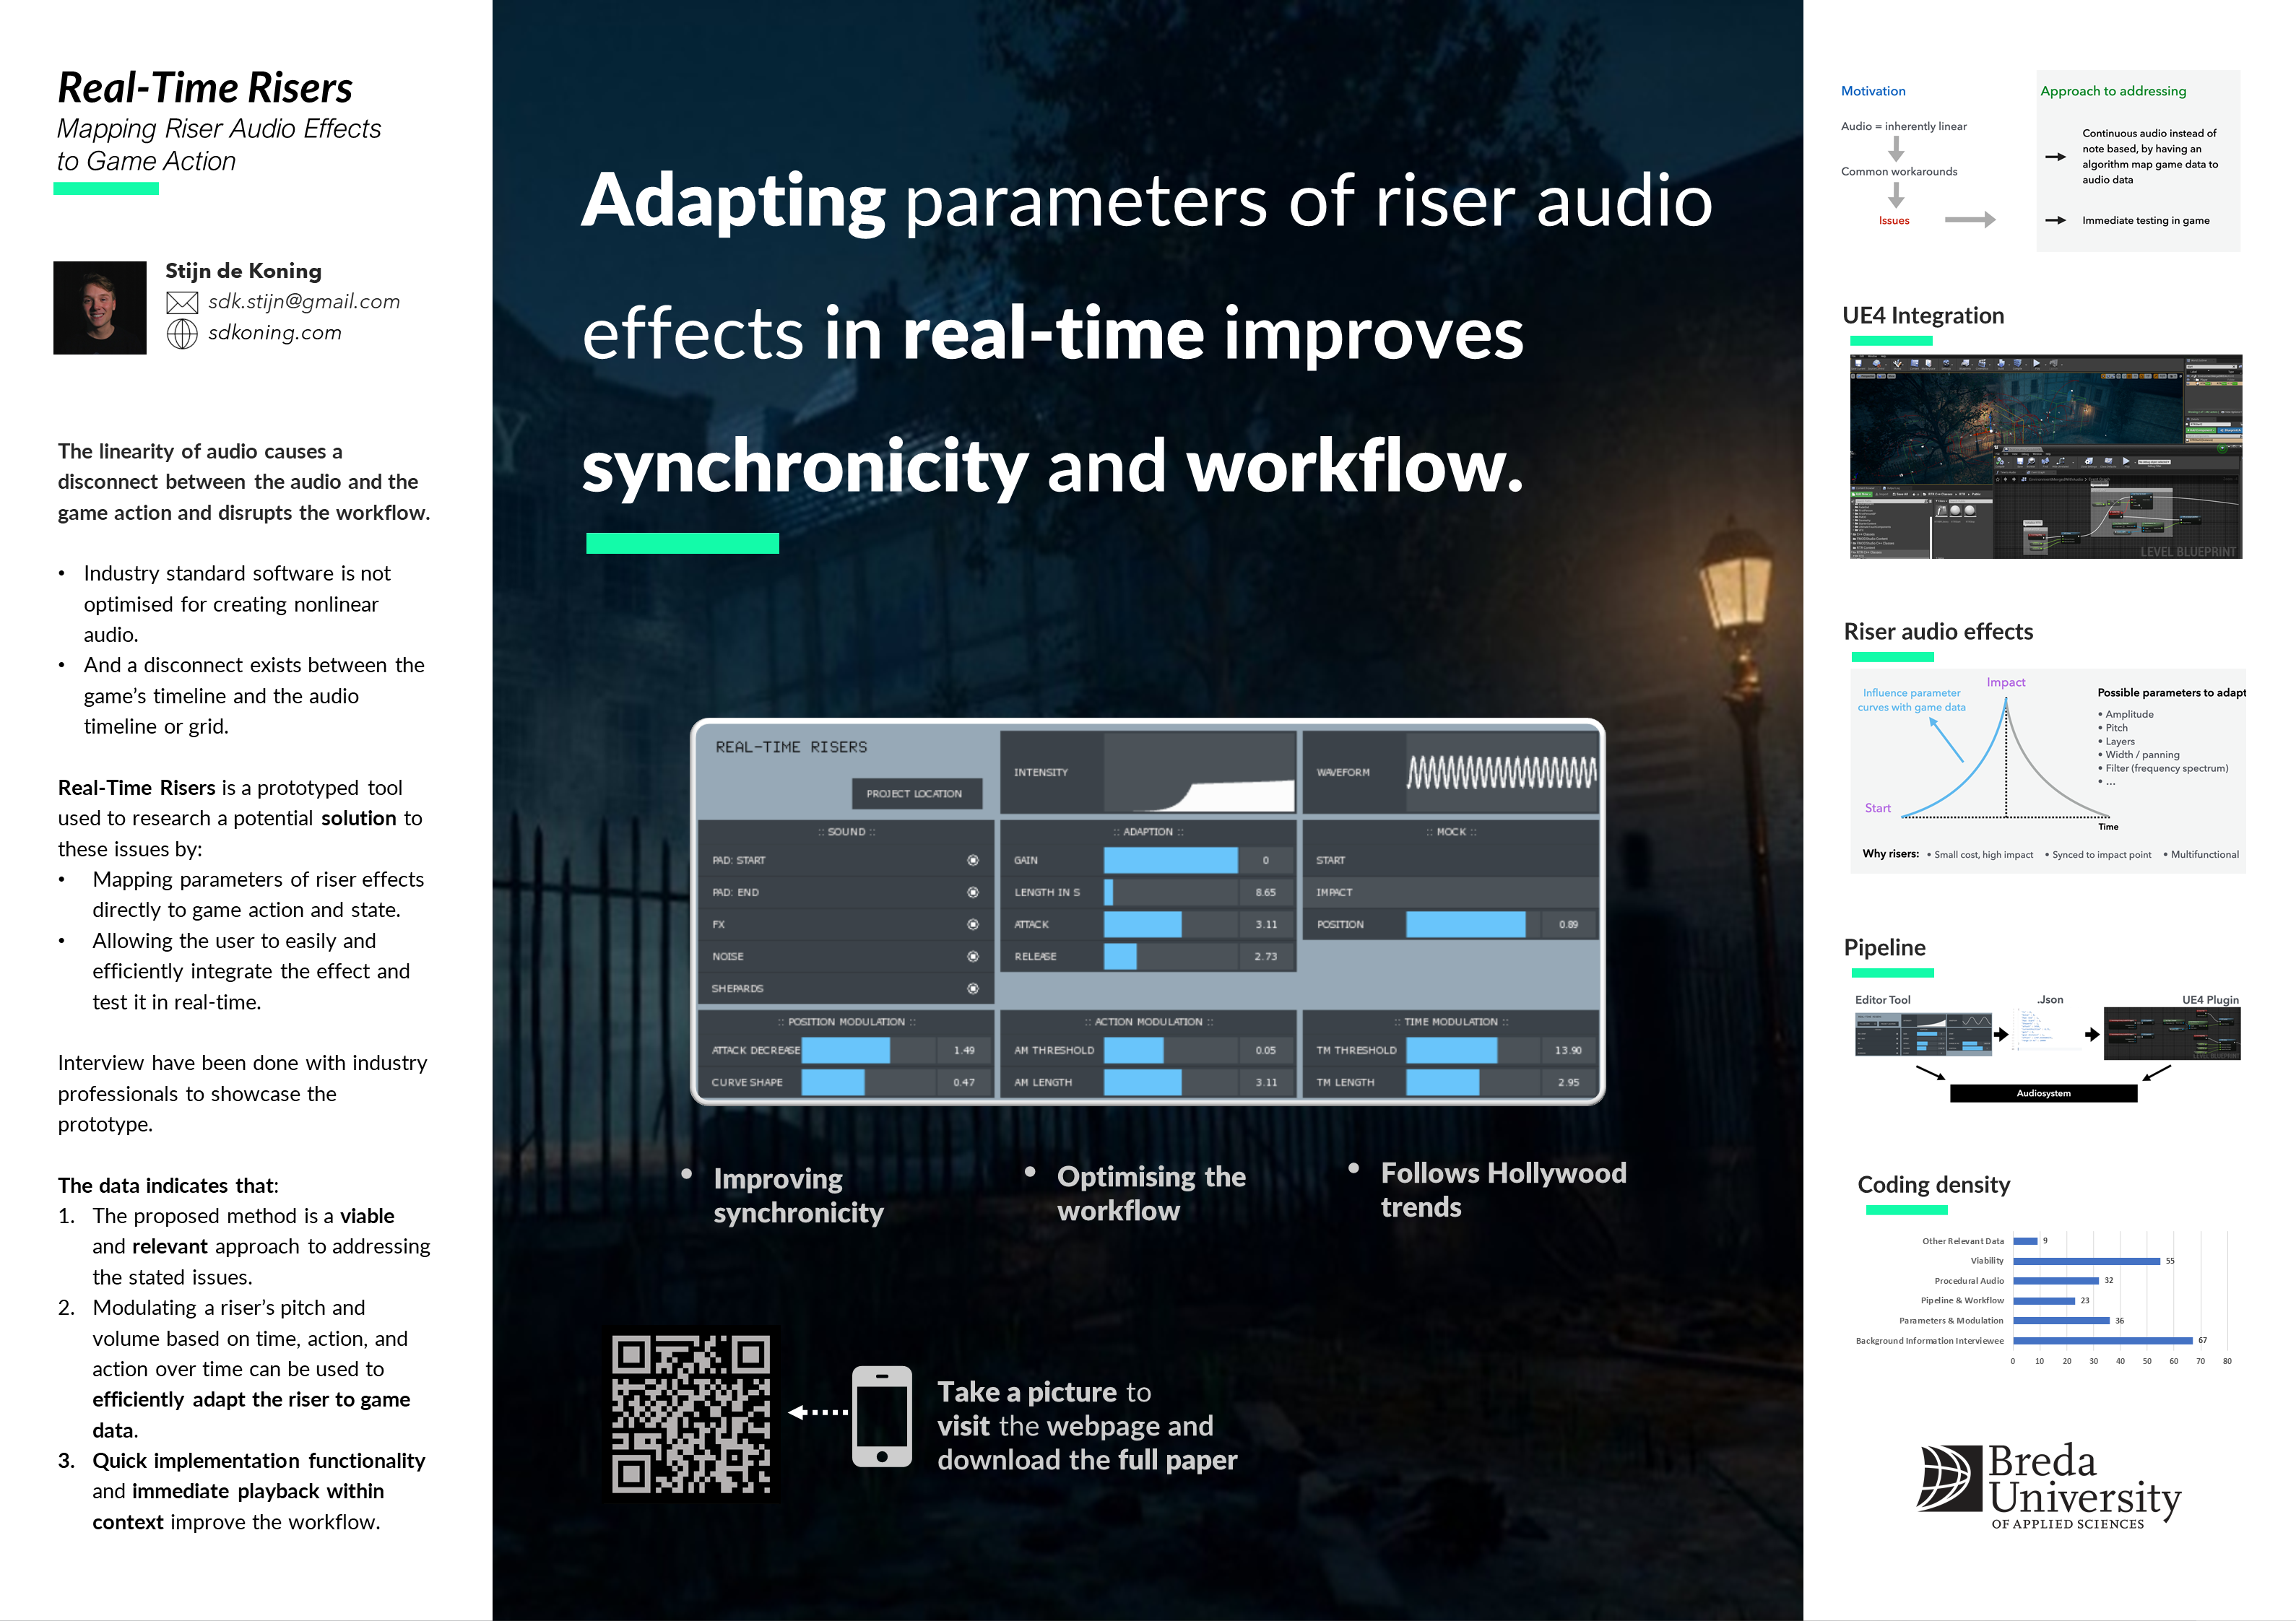 Real-Time Risers
Mapping Riser Audio Effects
to Game Action
Stijn de Koning
sdk.stijn@gmail.com
sdkoning.com
The linearity of audio causes a
disconnect between the audio and the
game action and disrupts the workflow.
• Industry standard software is not
optimised for creating nonlinear
audio.
• And a disconnect exists between the
game's timeline and the audio
timeline or grid.
Real-Time Risers is a prototyped tool
used to research a potential solution to
these issues by:
• Mapping parameters of riser effects
directly to game action and state.
• Allowing the user to easily and
efficiently integrate the effect and
test it in real-time.
Interview have been done with industry
professionals to showcase the
prototype.
The data indicates that:
1. The proposed method is a viable
and relevant approach to addressing
the stated issues.
2. Modulating a riser's pitch and
volume based on time, action, and
action over time can be used to
efficiently adapt the riser to game
data.
3. Quick implementation functionality
and immediate playback within
context improve the workflow.
Adapting parameters of riser audio
effects in real-time improves
synchronicity and workflow.
REAL-TIME RISERS
PROJECT LOCATION
INTENSITY
WAVEFORM
:: SOUND ::
PAD: START
PAD: END
FX
NOISE
SHEPARDS
:: ADAPTION ::
GAIN 0
LENGTH IN S 8.65
ATTACK 3.11
RELEASE 2.73
:: MOCK ::
START
IMPACT
POSITION 0.89
:: POSITION MODULATION ::
ATTACK DECREASE 1.49
CURVE SHAPE 0.47
:: ACTION MODULATION ::
AM THRESHOLD 0.05
AM LENGTH 3.11
:: TIME MODULATION ::
TM THRESHOLD 13.90
TM LENGTH 2.95
• Improving
synchronicity
• Optimising the
workflow
• Follows Hollywood
trends
Take a picture to
visit the webpage and
download the full paper
Motivation
Audio = inherently linear
Common workarounds
Issues
Approach to addressing
Continuous audio instead of
note based, by having an
algorithm map game data to
audio data
Immediate testing in game
UE4 Integration
LEVEL BLUEPRINT
Riser audio effects
Influence parameter
curves with game data
Impact
Start
Time
Possible parameters to adapt
• Amplitude
• Pitch
• Layers
• Width / panning
• Filter (frequency spectrum)
• ...
Why risers: • Small cost, high impact • Synced to impact point • Multifunctional
Pipeline
Editor Tool
.Json
UE4 Plugin
LEVEL BLUEPRINT
Audiosystem
Coding density
Other Relevant Data 9
Viability 55
Procedural Audio 32
Pipeline & Workflow 23
Parameters & Modulation 36
Background Information Interviewee 67
0 10 20 30 40 50 60 70 80
Breda
University
OF APPLIED SCIENCES